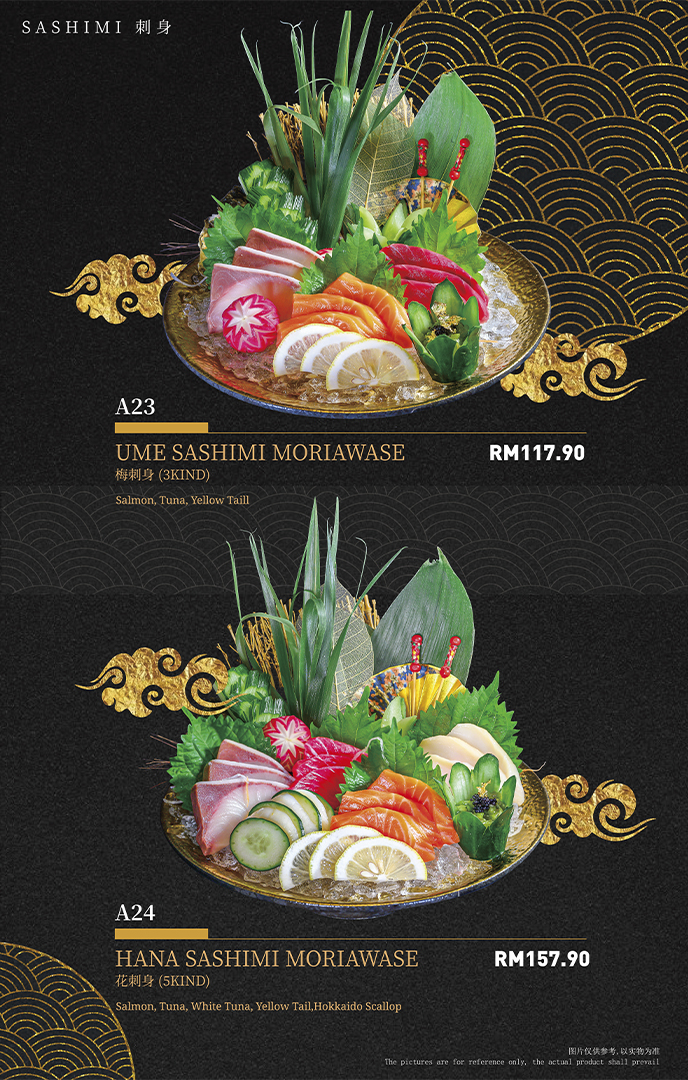 SASHIMI 刺身
A23
UME SASHIMI MORIAWASE RM117.90
梅刺身 (3KIND)
Salmon, Tuna, Yellow Taill
A24
HANA SASHIMI MORIAWASE RM157.90
花刺身 (5KIND)
Salmon, Tuna, White Tuna, Yellow Tail,Hokkaido Scallop
图片仅供参考,以实物为准
The pictures are for reference only, the actual product shall prevail